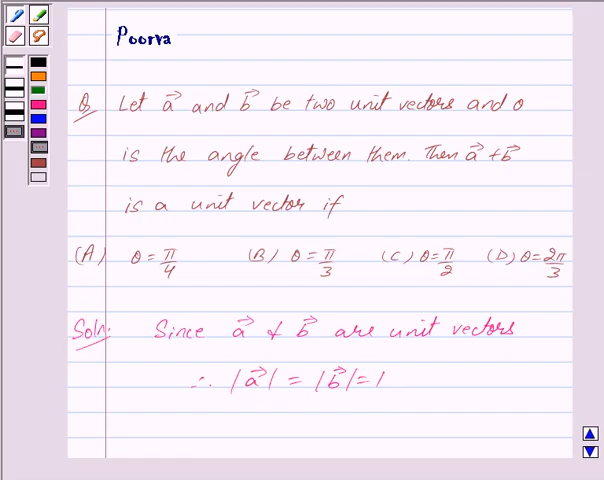 Poorva
Q Let a⃗ and b⃗ be two unit vectors and θ
is the angle between them. Then a⃗ + b⃗
is a unit vector if
(A) θ = π/4 (B) θ = π/3 (C) θ = π/2 (D) θ = 2π/3
Soln: Since a⃗ & b⃗ are unit vectors
∴ |a⃗| = |b⃗| = 1